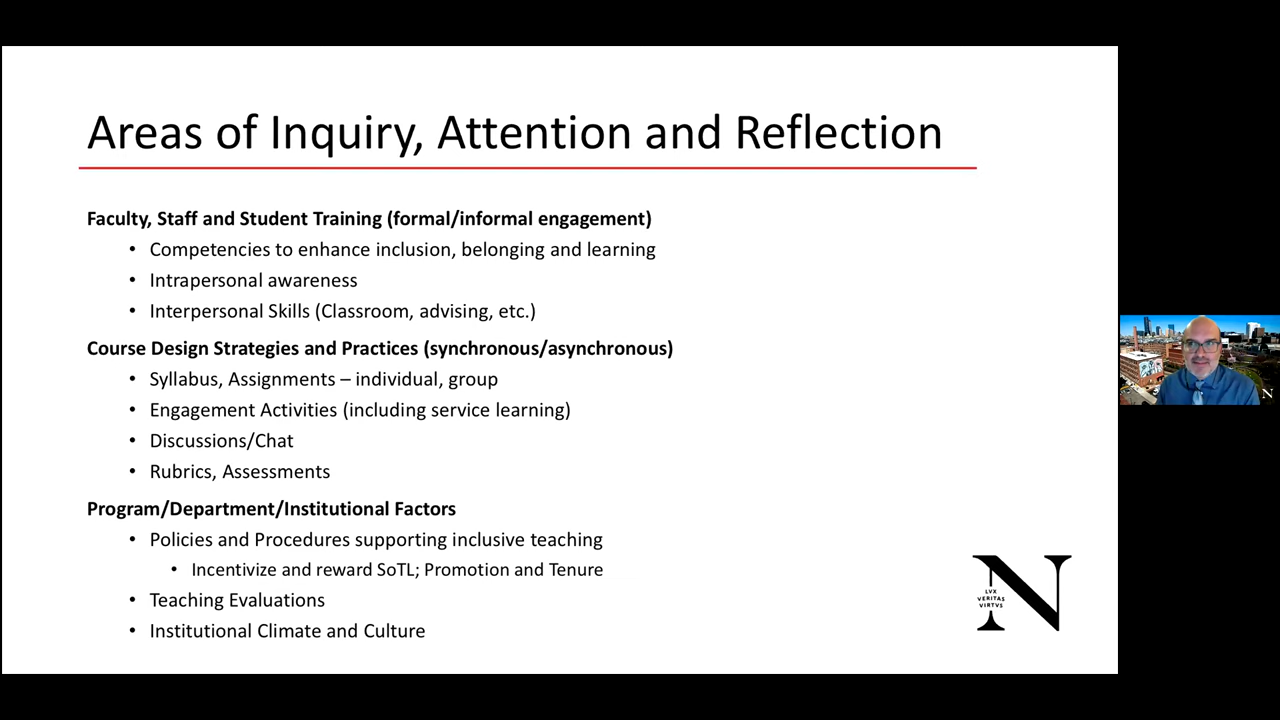 Areas of Inquiry, Attention and Reflection
Faculty, Staff and Student Training (formal/informal engagement)
• Competencies to enhance inclusion, belonging and learning
• Intrapersonal awareness
• Interpersonal Skills (Classroom, advising, etc.)
Course Design Strategies and Practices (synchronous/asynchronous)
• Syllabus, Assignments – individual, group
• Engagement Activities (including service learning)
• Discussions/Chat
• Rubrics, Assessments
Program/Department/Institutional Factors
• Policies and Procedures supporting inclusive teaching
• Incentivize and reward SoTL; Promotion and Tenure
• Teaching Evaluations
• Institutional Climate and Culture
N
LVX
VERITAS
VIRTVS
N